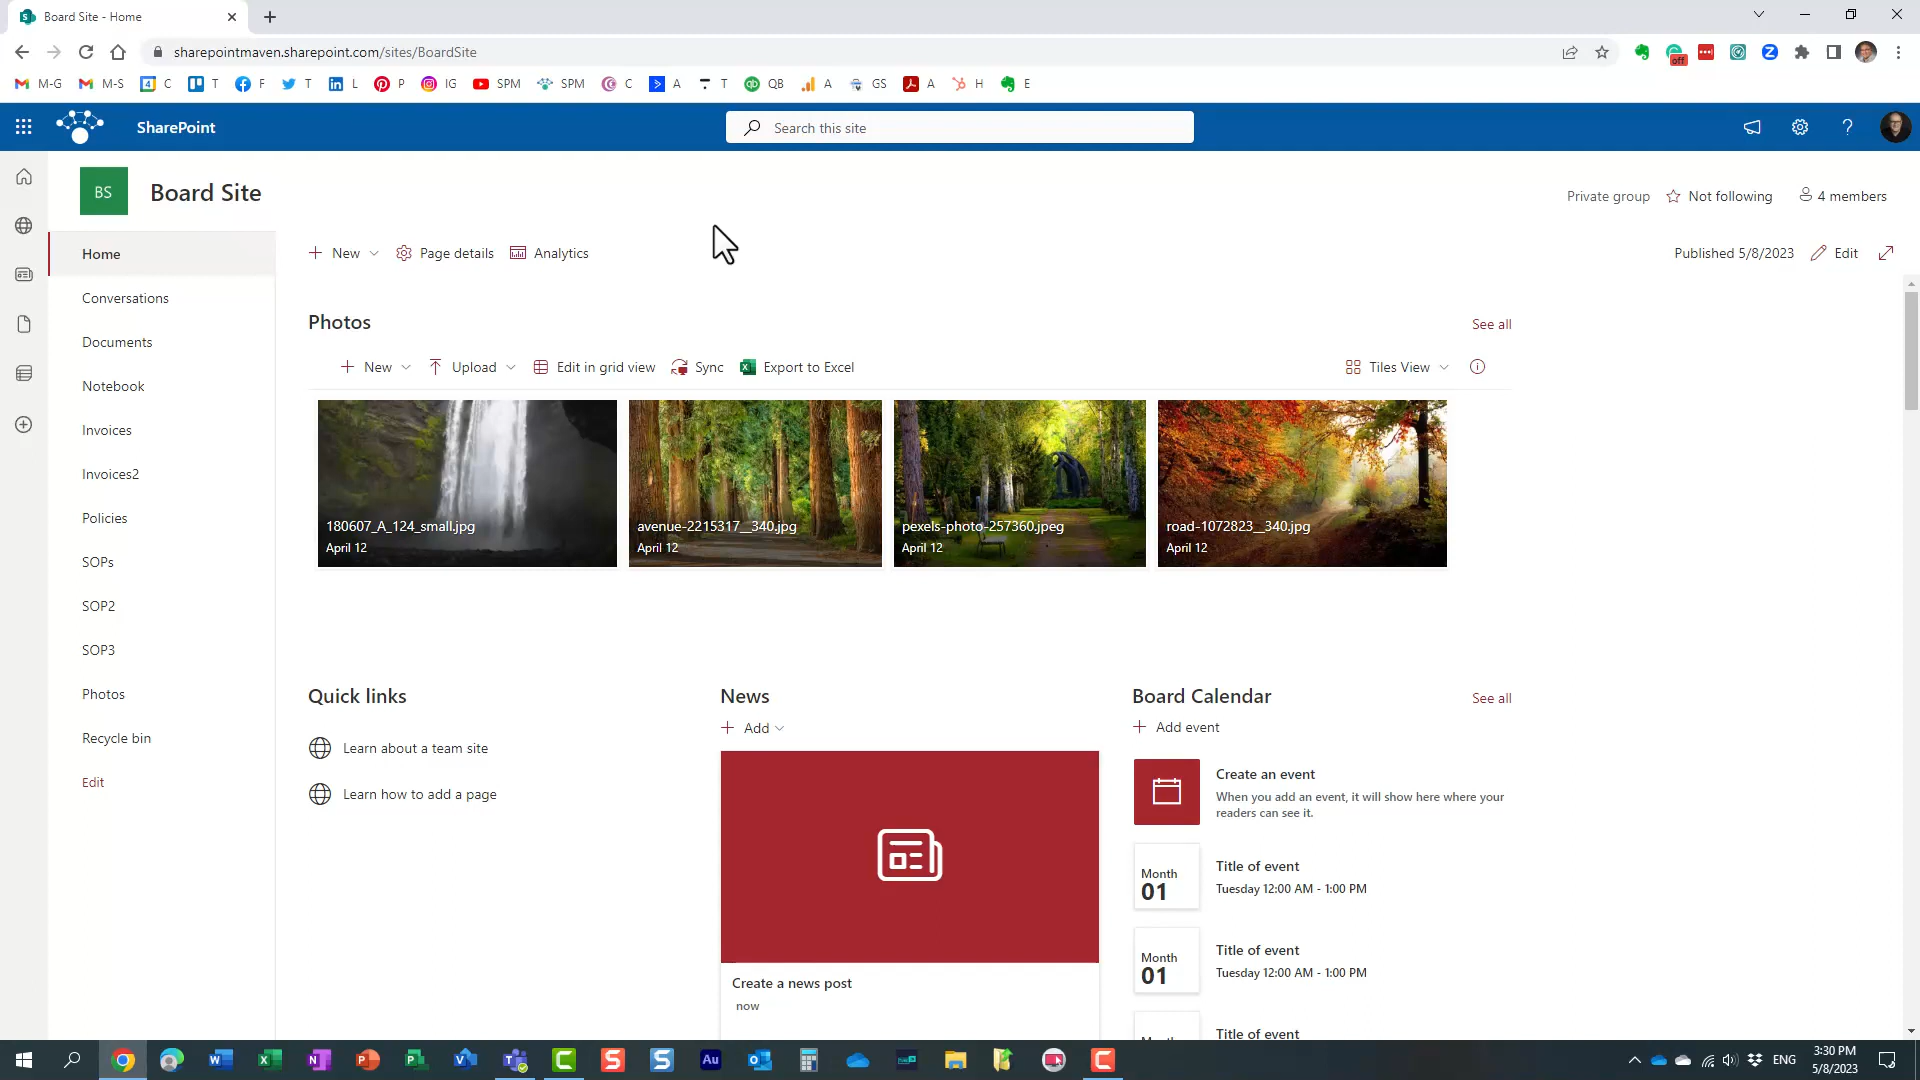 Board Site - Home
sharepointmaven.sharepoint.com/sites/BoardSite
M-G M-S C T F T L P IG SPM SPM C A T QB A GS A H E
off
SharePoint
Search this site
BS
Board Site
Private group Not following 4 members
Home
New Page details Analytics
Published 5/8/2023 Edit
Conversations
Documents
Notebook
Invoices
Invoices2
Policies
SOPs
SOP2
SOP3
Photos
Recycle bin
Edit
Photos
See all
New Upload Edit in grid view Sync Export to Excel
Tiles View
180607_A_124_small.jpg
April 12
avenue-2215317__340.jpg
April 12
pexels-photo-257360.jpeg
April 12
road-1072823__340.jpg
April 12
Quick links
Learn about a team site
Learn how to add a page
News
Add
Create a news post
now
Board Calendar
See all
Add event
Create an event
When you add an event, it will show here where your
readers can see it.
Month
01
Title of event
Tuesday 12:00 AM - 1:00 PM
Month
01
Title of event
Tuesday 12:00 AM - 1:00 PM
Title of event
ENG
3:30 PM
5/8/2023